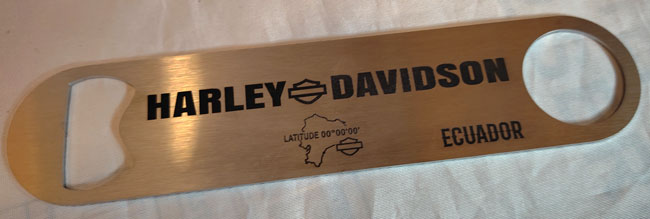 HARLEY DAVIDSON
LATITUDE 00°00'00'
ECUADOR